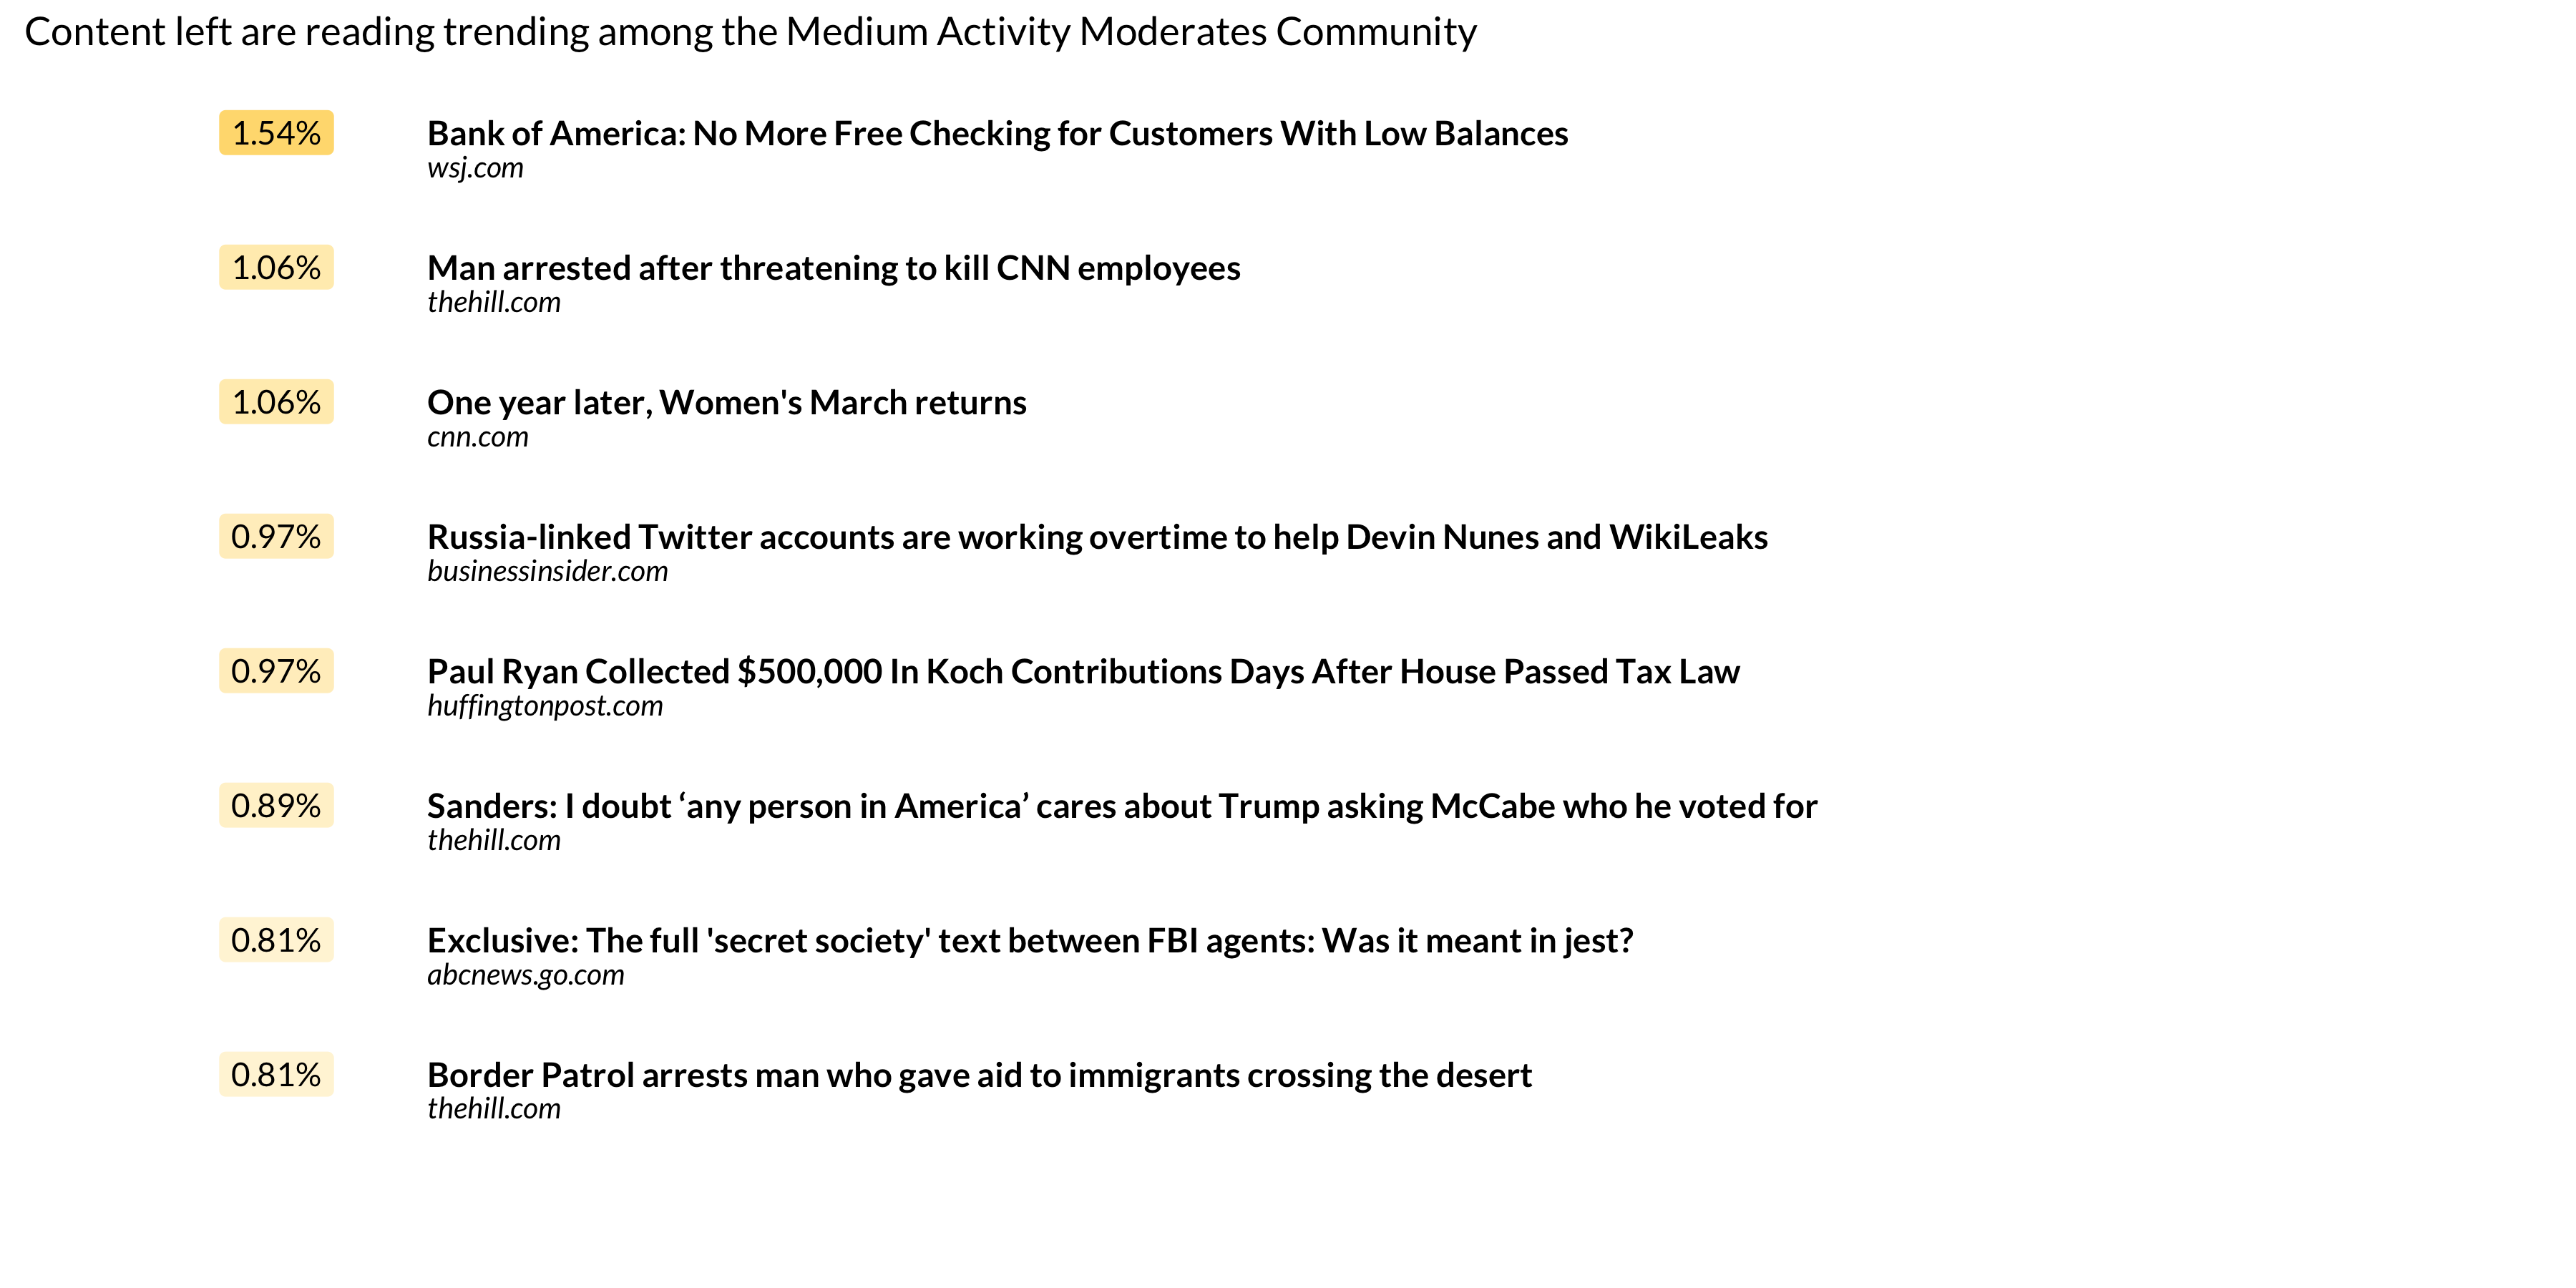 Content left are reading trending among the Medium Activity Moderates Community
1.54% Bank of America: No More Free Checking for Customers With Low Balances
wsj.com
1.06% Man arrested after threatening to kill CNN employees
thehill.com
1.06% One year later, Women's March returns
cnn.com
0.97% Russia-linked Twitter accounts are working overtime to help Devin Nunes and WikiLeaks
businessinsider.com
0.97% Paul Ryan Collected $500,000 In Koch Contributions Days After House Passed Tax Law
huffingtonpost.com
0.89% Sanders: I doubt ‘any person in America’ cares about Trump asking McCabe who he voted for
thehill.com
0.81% Exclusive: The full 'secret society' text between FBI agents: Was it meant in jest?
abcnews.go.com
0.81% Border Patrol arrests man who gave aid to immigrants crossing the desert
thehill.com